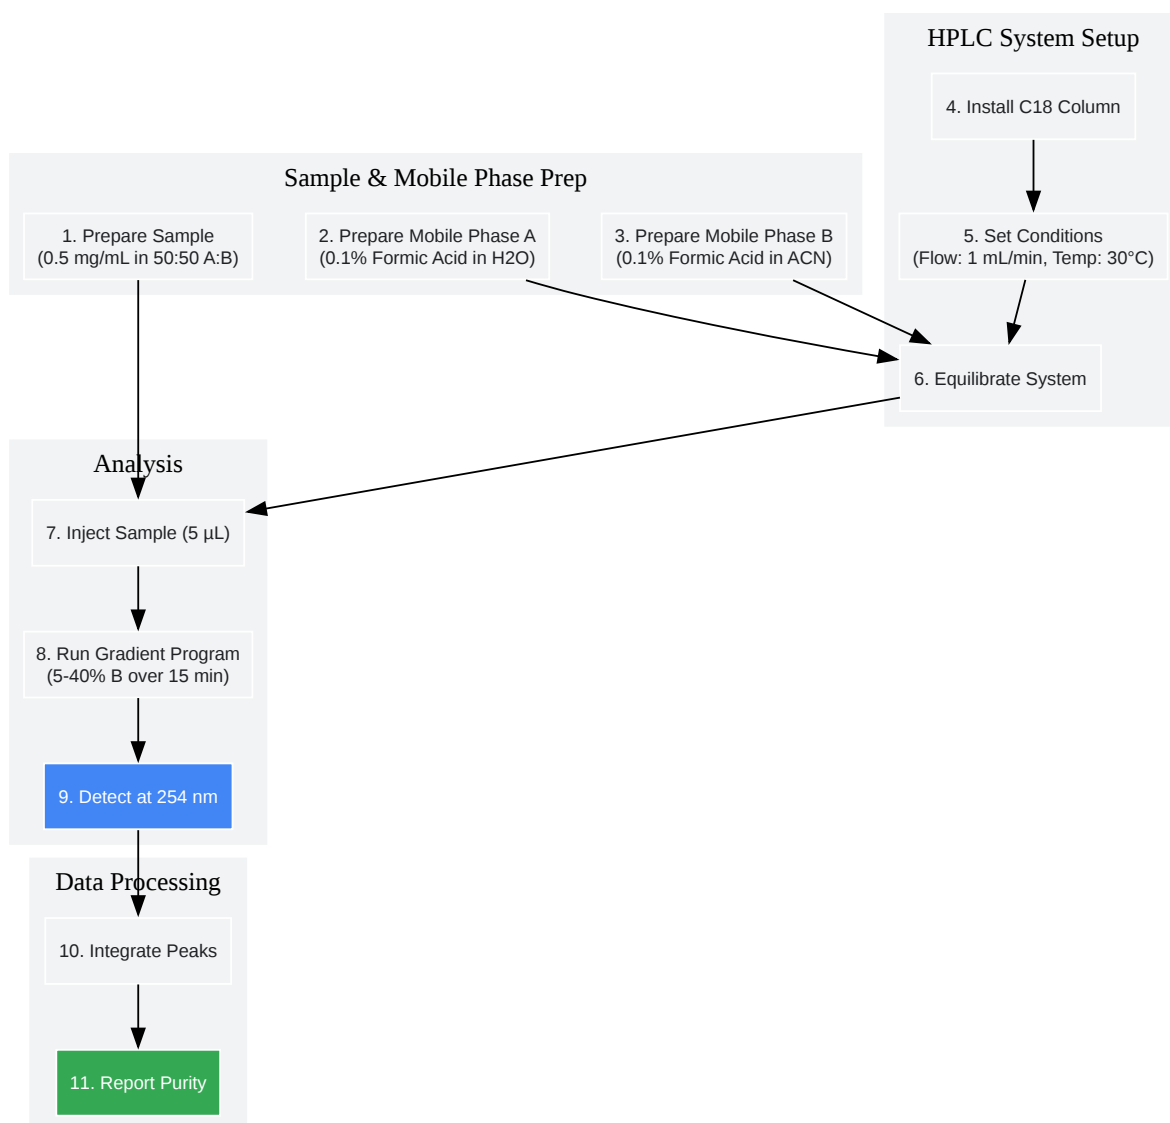 HPLC System Setup
4. Install C18 Column
Sample & Mobile Phase Prep
1. Prepare Sample
(0.5 mg/mL in 50:50 A:B)
2. Prepare Mobile Phase A
(0.1% Formic Acid in H2O)
3. Prepare Mobile Phase B
(0.1% Formic Acid in ACN)
5. Set Conditions
(Flow: 1 mL/min, Temp: 30°C)
6. Equilibrate System
Analysis
7. Inject Sample (5 µL)
8. Run Gradient Program
(5-40% B over 15 min)
9. Detect at 254 nm
Data Processing
10. Integrate Peaks
11. Report Purity